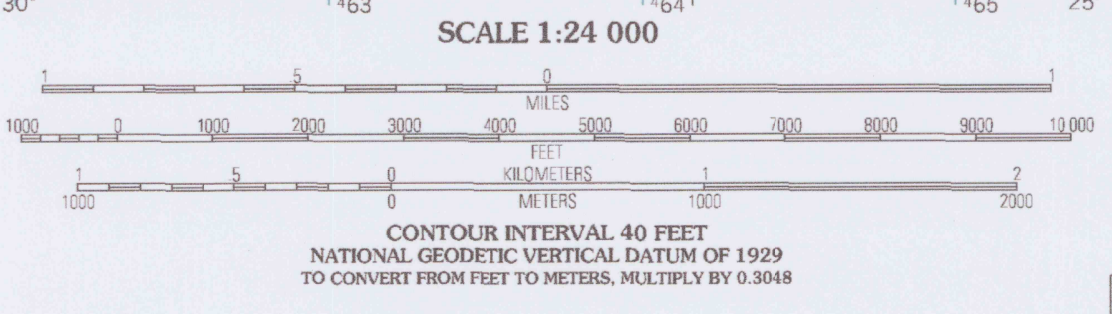 30" 463 464 465 25
SCALE 1:24 000
1 .5 0 1
MILES
1000 0 1000 2000 3000 4000 5000 6000 7000 8000 9000 10 000
FEET
1 .5 0 KILOMETERS 1 2
1000 0 METERS 1000 2000
CONTOUR INTERVAL 40 FEET
NATIONAL GEODETIC VERTICAL DATUM OF 1929
TO CONVERT FROM FEET TO METERS, MULTIPLY BY 0.3048